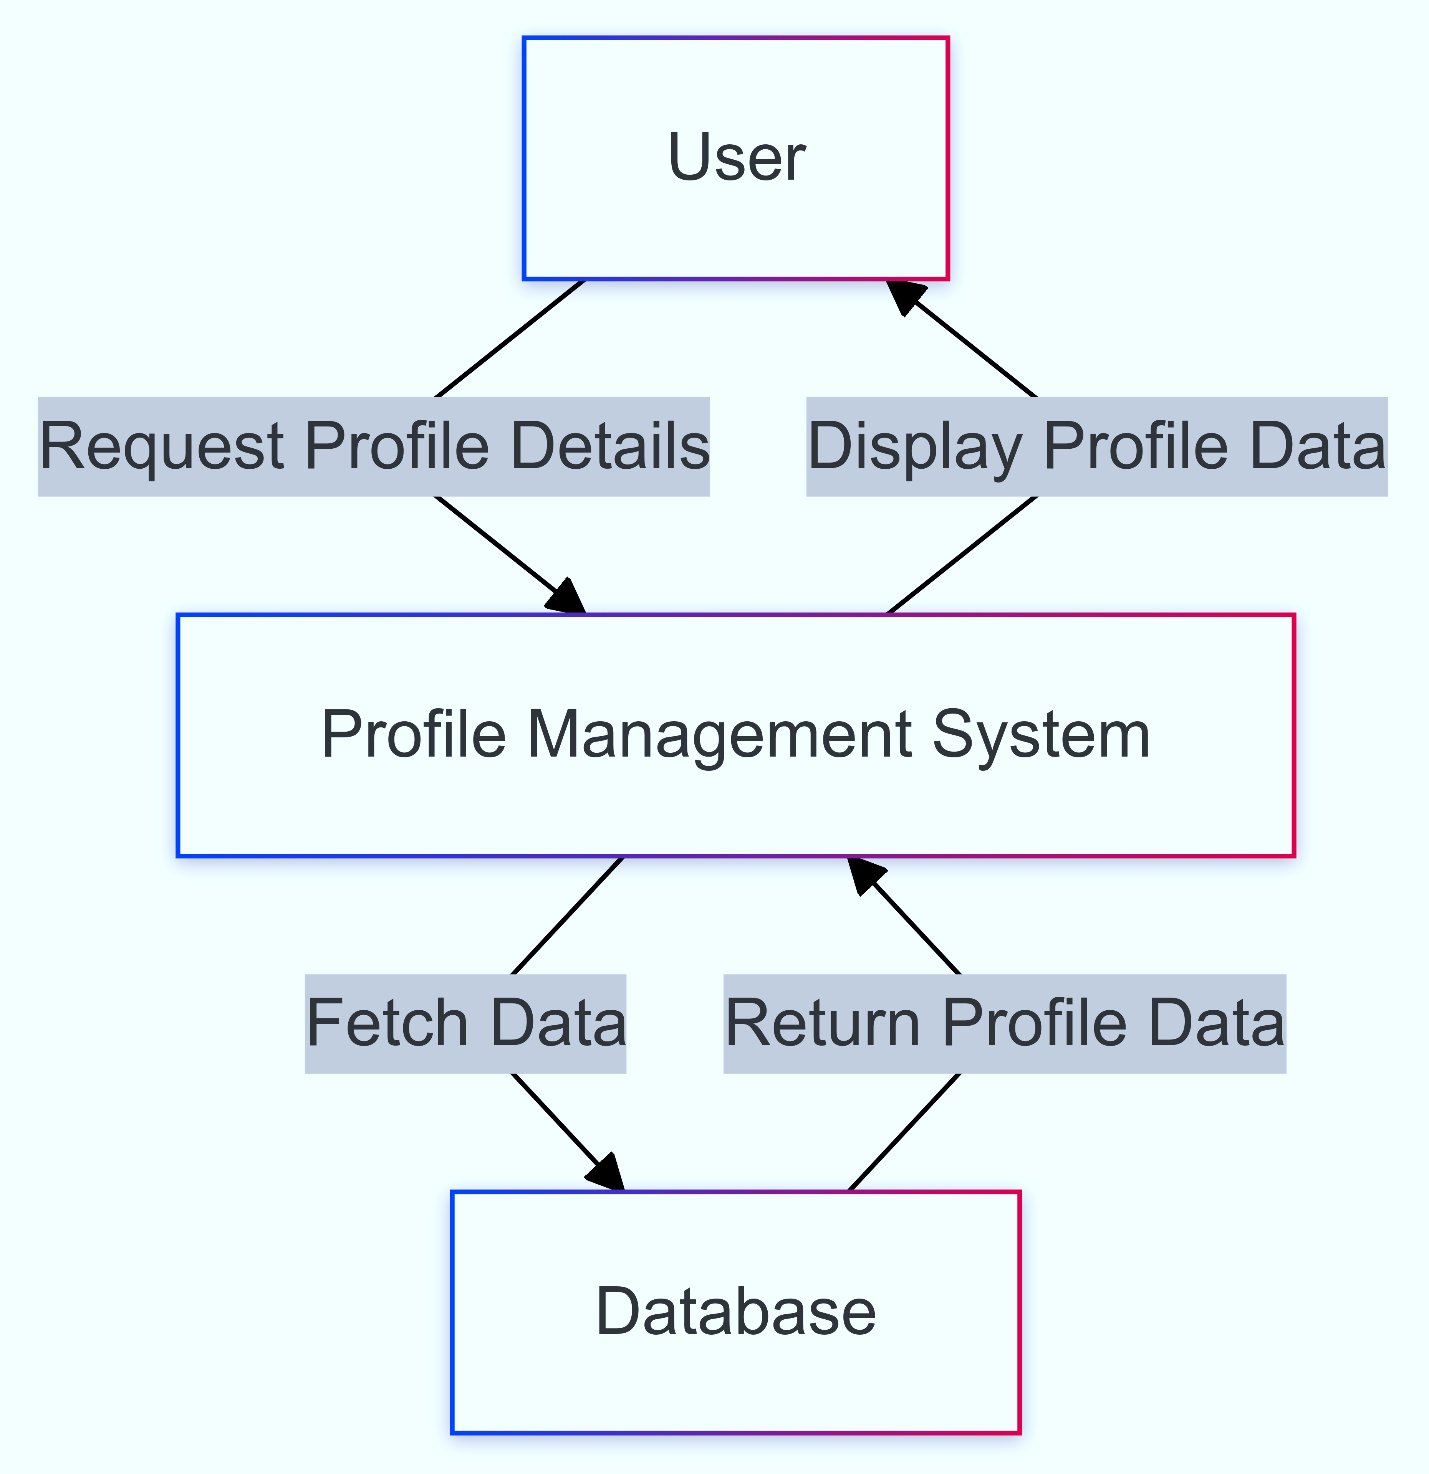 User
Request Profile Details
Display Profile Data
Profile Management System
Fetch Data
Return Profile Data
Database